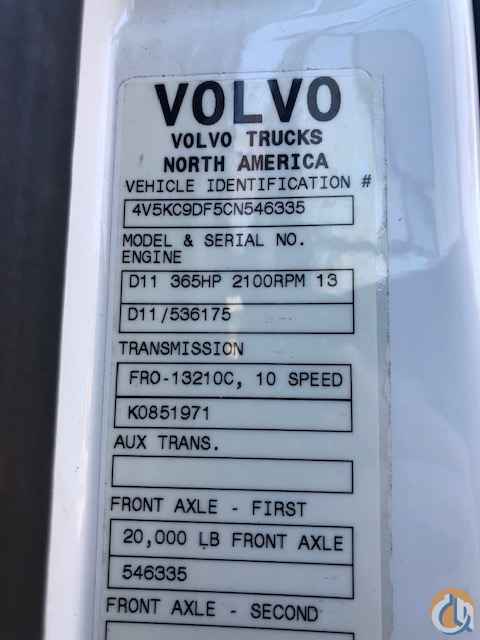 VOLVO
VOLVO TRUCKS
NORTH AMERICA
VEHICLE IDENTIFICATION #
4V5KC9DF5CN546335
MODEL & SERIAL NO.
ENGINE
D11 365HP 2100RPM 13
D11/536175
TRANSMISSION
FRO-13210C, 10 SPEED
K0851971
AUX TRANS.
FRONT AXLE - FIRST
20,000 LB FRONT AXLE
546335
FRONT AXLE - SECOND